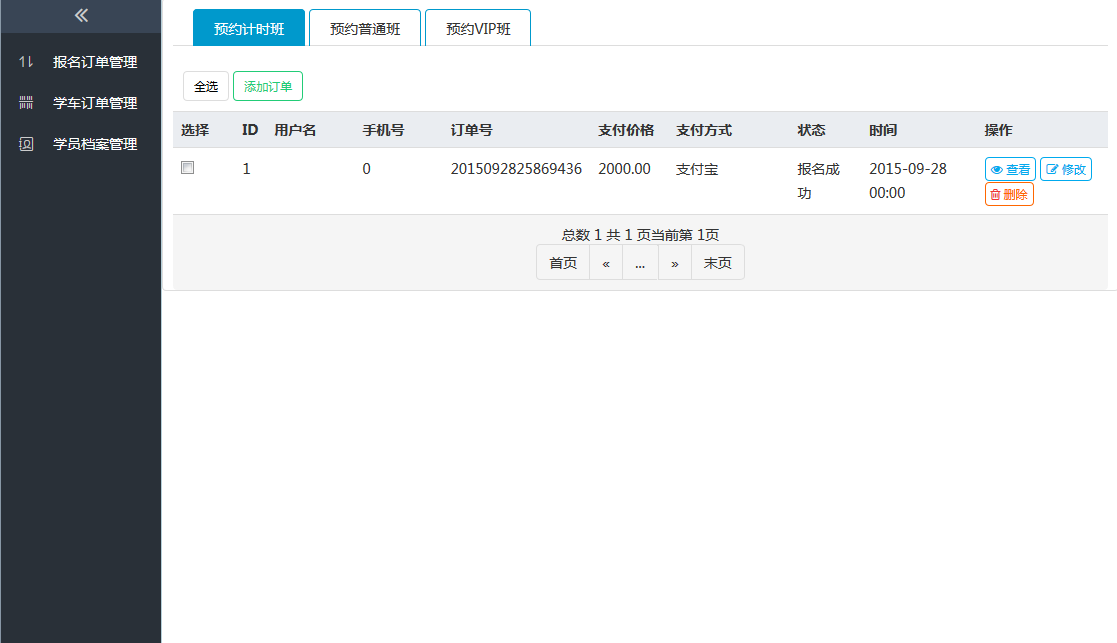 报名订单管理
学车订单管理
学员档案管理
预约计时班 预约普通班 预约VIP班
全选 添加订单
选择 ID 用户名 手机号 订单号 支付价格 支付方式 状态 时间 操作
1 0 2015092825869436 2000.00 支付宝 报名成 2015-09-28 查看 修改
功 00:00 删除
总数 1 共 1 页当前第 1页
首页 « ... » 末页